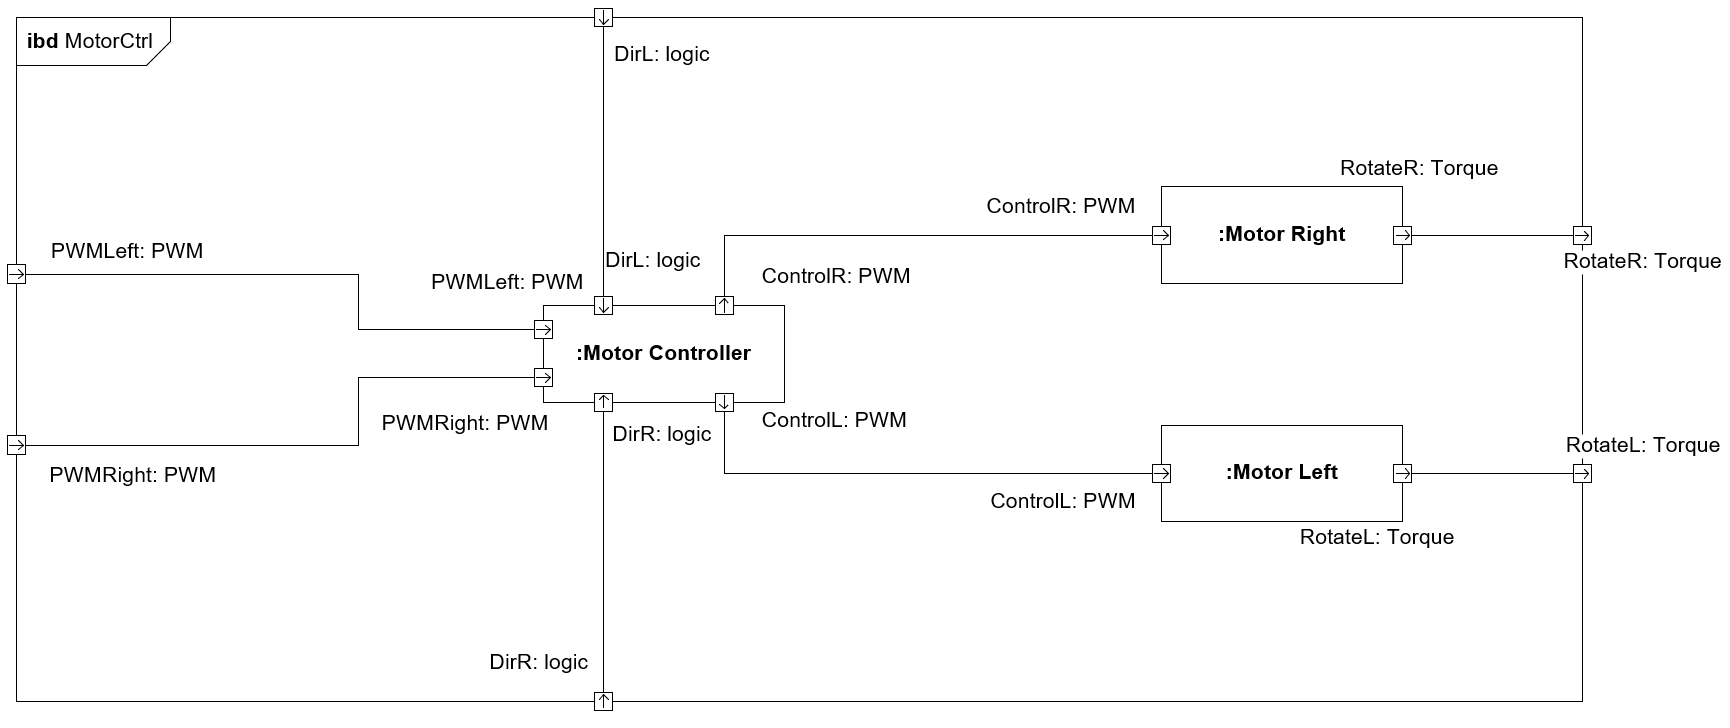 ibd MotorCtrl
DirL: logic
RotateR: Torque
ControlR: PWM
:Motor Right
PWMLeft: PWM
DirL: logic
RotateR: Torque
PWMLeft: PWM
ControlR: PWM
:Motor Controller
PWMRight: PWM
DirR: logic
ControlL: PWM
RotateL: Torque
PWMRight: PWM
:Motor Left
ControlL: PWM
RotateL: Torque
DirR: logic